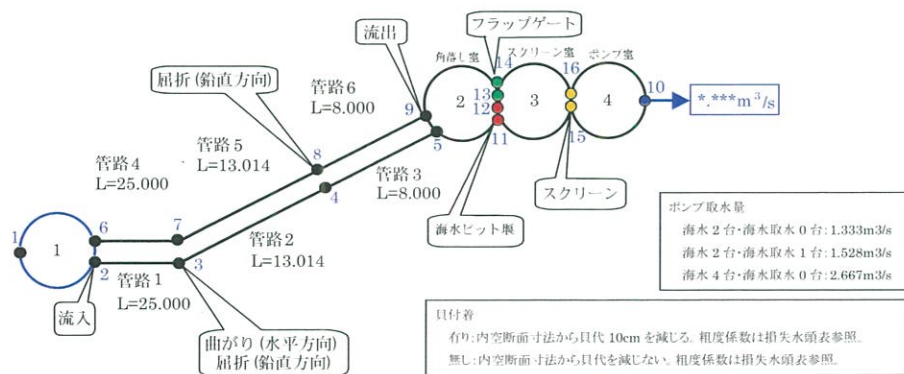 フラップゲート
流出
角落し室
スクリーン室
ポンプ室
14
16
屈折(鉛直方向)
管路6
L=8.000
9
2
13
12
3
4
10
*.***m³/s
11
15
5
管路5
L=13.014
8
管路4
L=25.000
4
管路3
L=8.000
海水ピット堰
スクリーン
1
1
6
7
2
3
管路2
L=13.014
管路1
L=25.000
流入
曲がり(水平方向)
屈折(鉛直方向)
ポンプ取水量
海水2台・海水取水0台:1.333m3/s
海水2台・海水取水1台:1.528m3/s
海水4台・海水取水0台:2.667m3/s
貝付着
有り:内空断面寸法から貝代10cmを減じる。粗度係数は損失水頭表参照。
無し:内空断面寸法から貝代を減じない。粗度係数は損失水頭表参照。